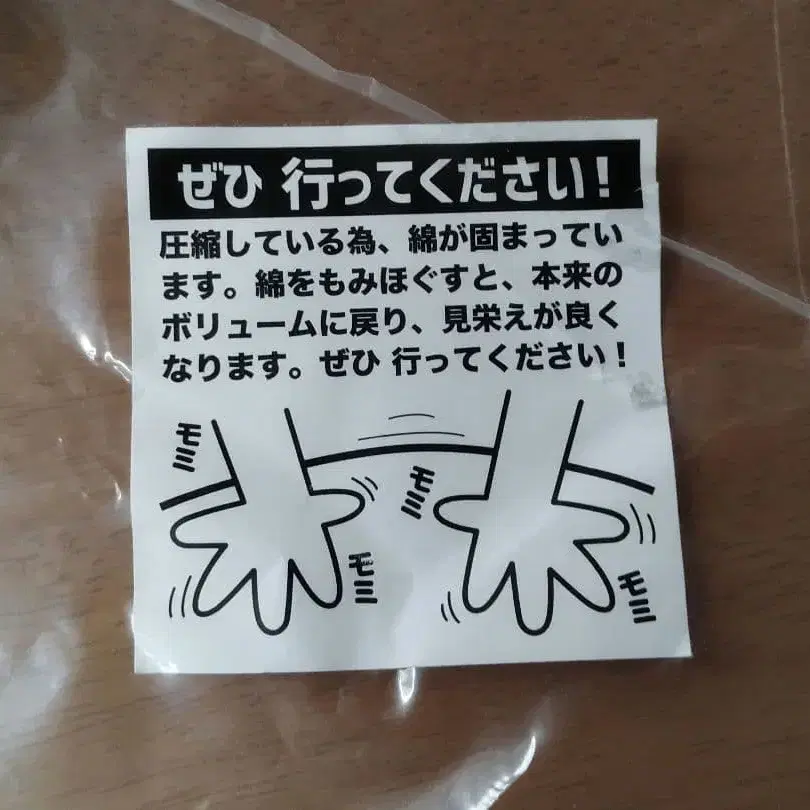 ぜひ 行ってください！
圧縮している為、綿が固まってい
ます。綿をもみほぐすと、本来の
ボリュームに戻り、見栄えが良く
なります。ぜひ 行ってください！
モミ
モミ
モミ
モミ